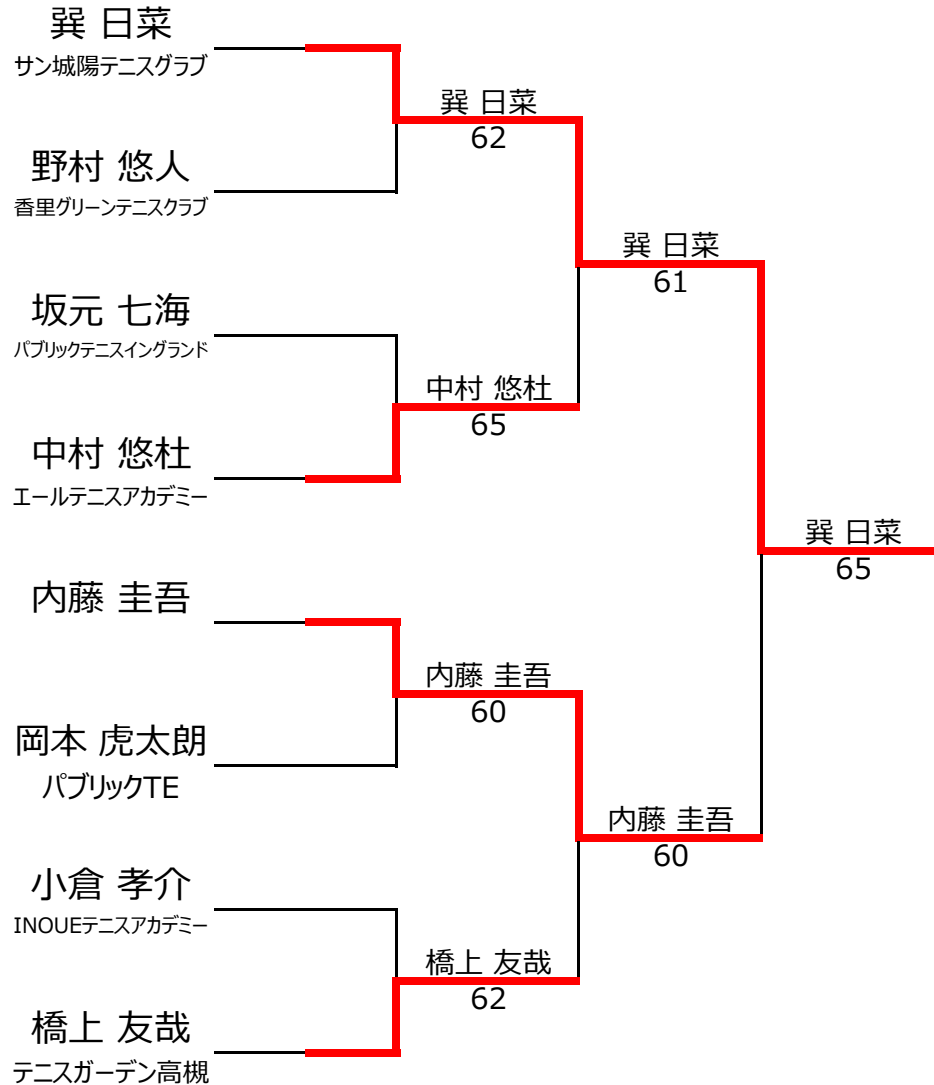 巽 日菜
サン城陽テニスグラブ
野村 悠人
香里グリーンテニスクラブ
坂元 七海
パブリックテニスイングランド
中村 悠杜
エールテニスアカデミー
内藤 圭吾
岡本 虎太朗
パブリックTE
小倉 孝介
INOUEテニスアカデミー
橋上 友哉
テニスガーデン高槻
巽 日菜
62
中村 悠杜
65
内藤 圭吾
60
橋上 友哉
62
巽 日菜
61
内藤 圭吾
60
巽 日菜
65